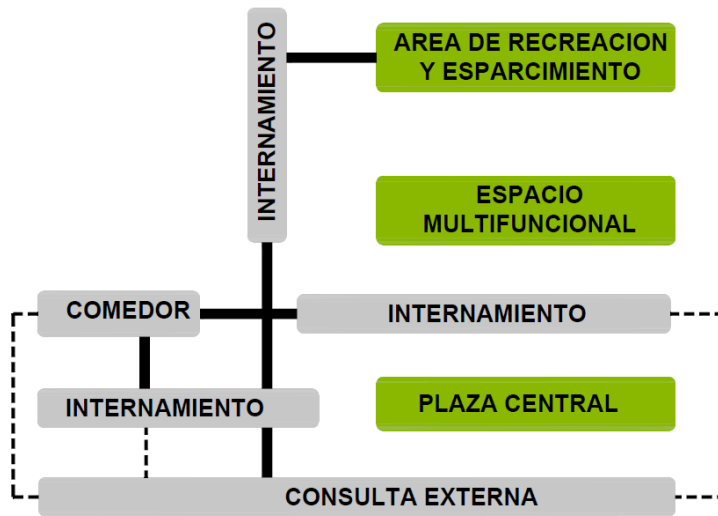 INTERNAMIENTO
AREA DE RECREACION
Y ESPARCIMIENTO
ESPACIO
MULTIFUNCIONAL
COMEDOR
INTERNAMIENTO
INTERNAMIENTO
PLAZA CENTRAL
CONSULTA EXTERNA